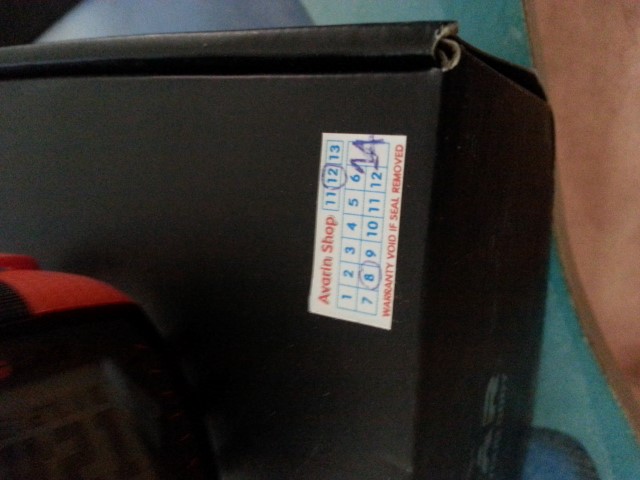 Avarin Shop 11 12 13
1 2 3 4 5 6 14
7 8 9 10 11 12
WARRANTY VOID IF SEAL REMOVED